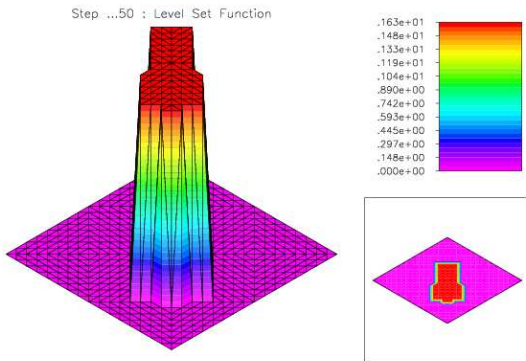 Step ...50 : Level Set Function
.163e+01
.148e+01
.133e+01
.119e+01
.104e+01
.890e+00
.742e+00
.593e+00
.445e+00
.297e+00
.148e+00
.000e+00